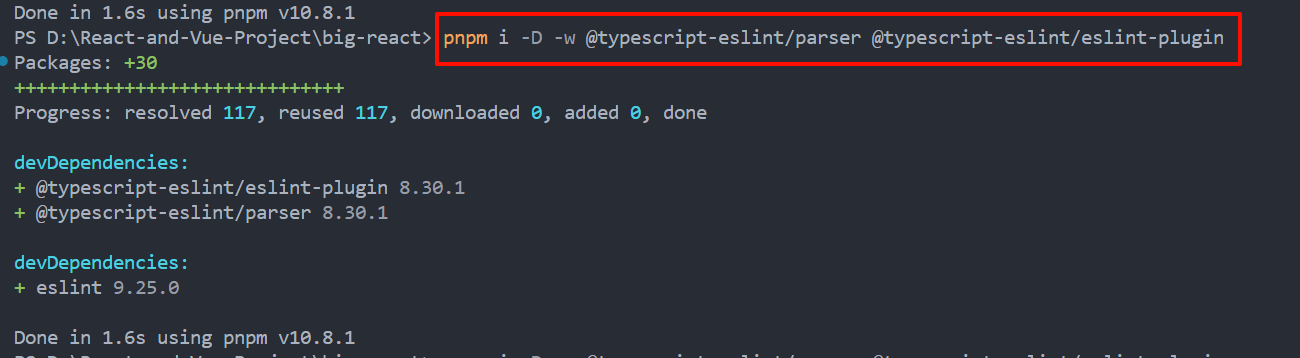 Done in 1.6s using pnpm v10.8.1
PS D:\React-and-Vue-Project\big-react> pnpm i -D -w @typescript-eslint/parser @typescript-eslint/eslint-plugin
Packages: +30
++++++++++++++++++++++++++++++
Progress: resolved 117, reused 117, downloaded 0, added 0, done
devDependencies:
+ @typescript-eslint/eslint-plugin 8.30.1
+ @typescript-eslint/parser 8.30.1
devDependencies:
+ eslint 9.25.0
Done in 1.6s using pnpm v10.8.1